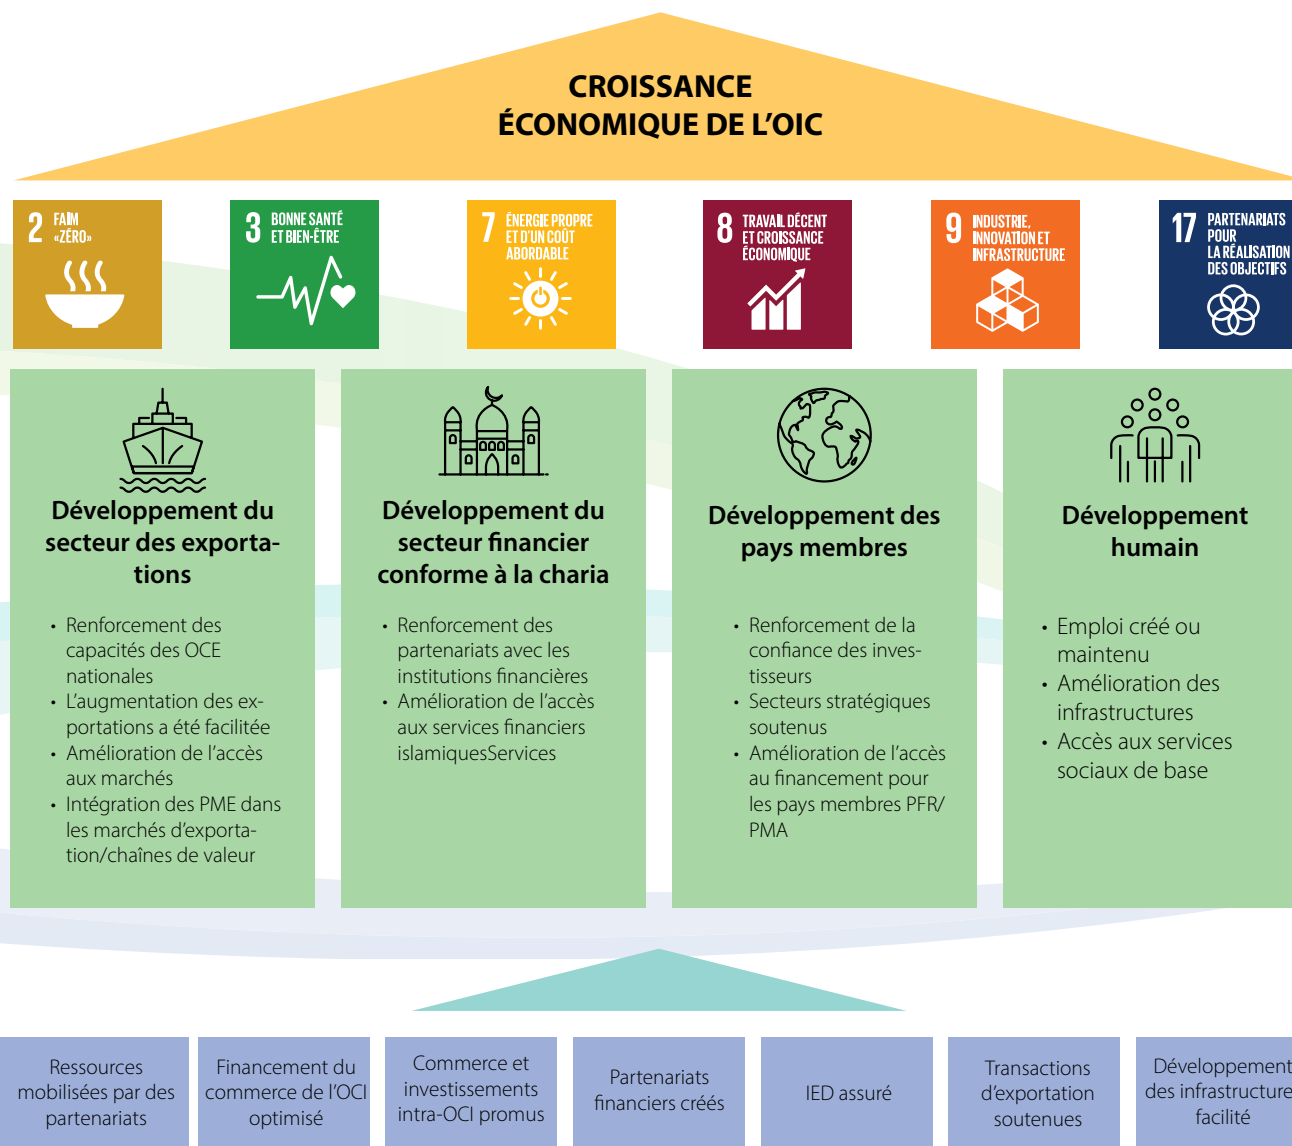 CROISSANCE
ÉCONOMIQUE DE L’OIC
2 FAIM
«ZÉRO»
3 BONNE SANTÉ
ET BIEN-ÊTRE
7 ÉNERGIE PROPRE
ET D’UN COÛT
ABORDABLE
8 TRAVAIL DÉCENT
ET CROISSANCE
ÉCONOMIQUE
9 INDUSTRIE,
INNOVATION ET
INFRASTRUCTURE
17 PARTENARIATS
POUR
LA RÉALISATION
DES OBJECTIFS
Développement du
secteur des exporta-
tions
• Renforcement des
capacités des OCE
nationales
• L’augmentation des ex-
portations a été facilitée
• Amélioration de l’accès
aux marchés
• Intégration des PME dans
les marchés d’exporta-
tion/chaînes de valeur
Développement du
secteur financier
conforme à la charia
• Renforcement des
partenariats avec les
institutions financières
• Amélioration de l’accès
aux services financiers
islamiquesServices
Développement des
pays membres
• Renforcement de la
confiance des inves-
tisseurs
• Secteurs stratégiques
soutenus
• Amélioration de l’accès
au financement pour
les pays membres PFR/
PMA
Développement
humain
• Emploi créé ou
maintenu
• Amélioration des
infrastructures
• Accès aux services
sociaux de base
Ressources
mobilisées par des
partenariats
Financement du
commerce de l’OCI
optimisé
Commerce et
investissements
intra-OCI promus
Partenariats
financiers créés
IED assuré
Transactions
d’exportation
soutenues
Développement
des infrastructure
facilité